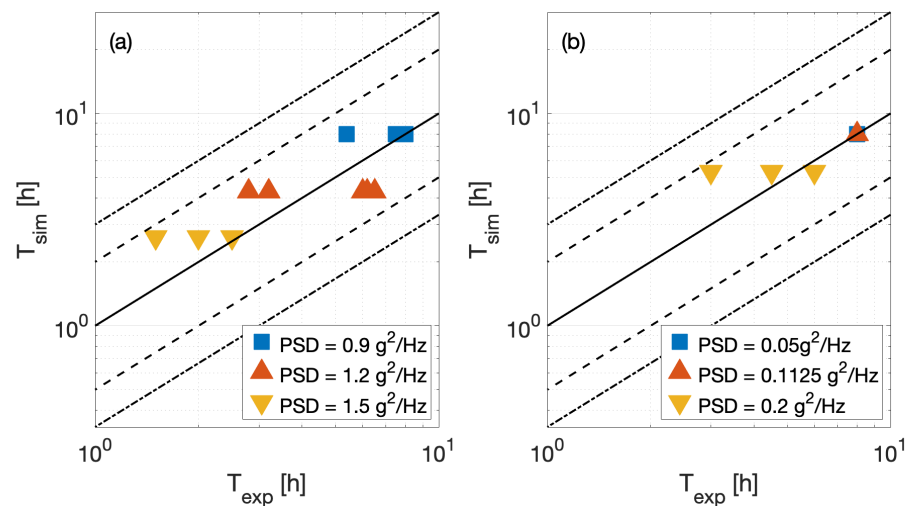 (a)
10^1
10^0
T_sim [h]
PSD = 0.9 g^2/Hz
PSD = 1.2 g^2/Hz
PSD = 1.5 g^2/Hz
10^0
10^1
T_exp [h]
(b)
10^1
10^0
T_sim [h]
PSD = 0.05g^2/Hz
PSD = 0.1125 g^2/Hz
PSD = 0.2 g^2/Hz
10^0
10^1
T_exp [h]